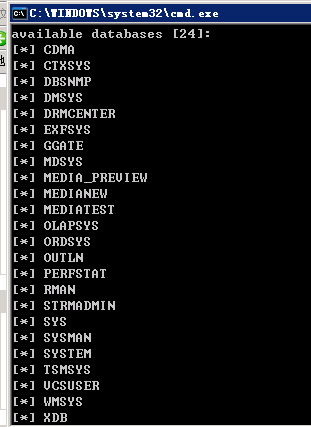 C:\WINDOWS\system32\cmd.exe
available databases [24]:
[*] CDMA
[*] CTXSYS
[*] DBSNMP
[*] DMSYS
[*] DRMCENTER
[*] EXFSYS
[*] GGATE
[*] MDSYS
[*] MEDIA_PREVIEW
[*] MEDIANEW
[*] MEDIATEST
[*] OLAPSYS
[*] ORDSYS
[*] OUTLN
[*] PERFSTAT
[*] RMAN
[*] STRMADMIN
[*] SYS
[*] SYSMAN
[*] SYSTEM
[*] TSMSYS
[*] VCSUSER
[*] WMSYS
[*] XDB